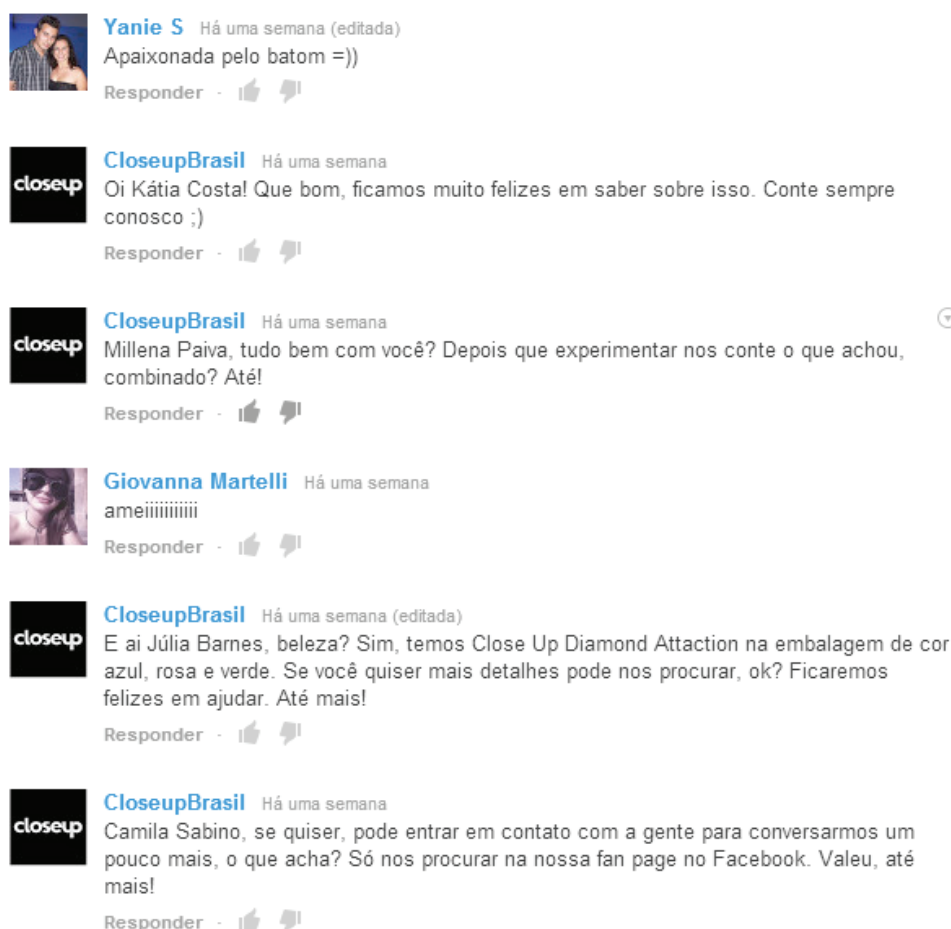 Yanie S Há uma semana (editada)
Apaixonada pelo batom =))
Responder ·
closeup
CloseupBrasil Há uma semana
Oi Kátia Costa! Que bom, ficamos muito felizes em saber sobre isso. Conte sempre
conosco ;)
Responder ·
closeup
CloseupBrasil Há uma semana
Millena Paiva, tudo bem com você? Depois que experimentar nos conte o que achou,
combinado? Até!
Responder ·
Giovanna Martelli Há uma semana
ameiiiiiiiiiiii
Responder ·
closeup
CloseupBrasil Há uma semana (editada)
E ai Júlia Barnes, beleza? Sim, temos Close Up Diamond Attaction na embalagem de cor
azul, rosa e verde. Se você quiser mais detalhes pode nos procurar, ok? Ficaremos
felizes em ajudar. Até mais!
Responder ·
closeup
CloseupBrasil Há uma semana
Camila Sabino, se quiser, pode entrar em contato com a gente para conversarmos um
pouco mais, o que acha? Só nos procurar na nossa fan page no Facebook. Valeu, até
mais!
Responder ·